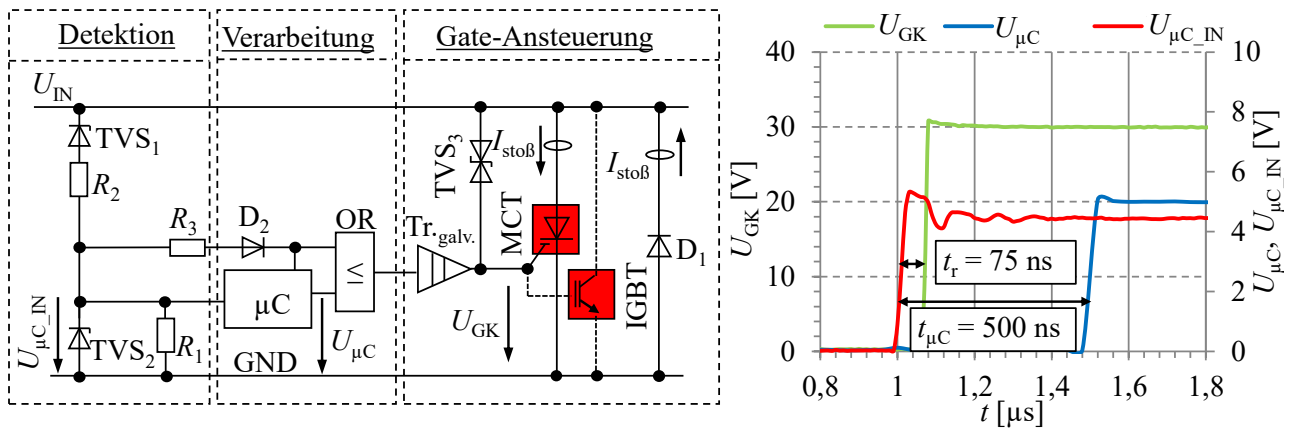 Detektion
Verarbeitung
Gate-Ansteuerung
U_IN
TVS₁
R₂
R₃
D₂
OR
≤
µC
Tr._galv.
TVS₃
I_stoß
MCT
I_stoß
D₁
IGBT
U_µC_IN
TVS₂
R₁
GND
U_µC
U_GK
U_GK U_µC U_µC_IN
40 10
30 8
20 6
10 4
0 2
0
U_GK [V]
U_µC, U_µC_IN [V]
t_r = 75 ns
t_µC = 500 ns
0,8 1 1,2 1,4 1,6 1,8
t [µs]